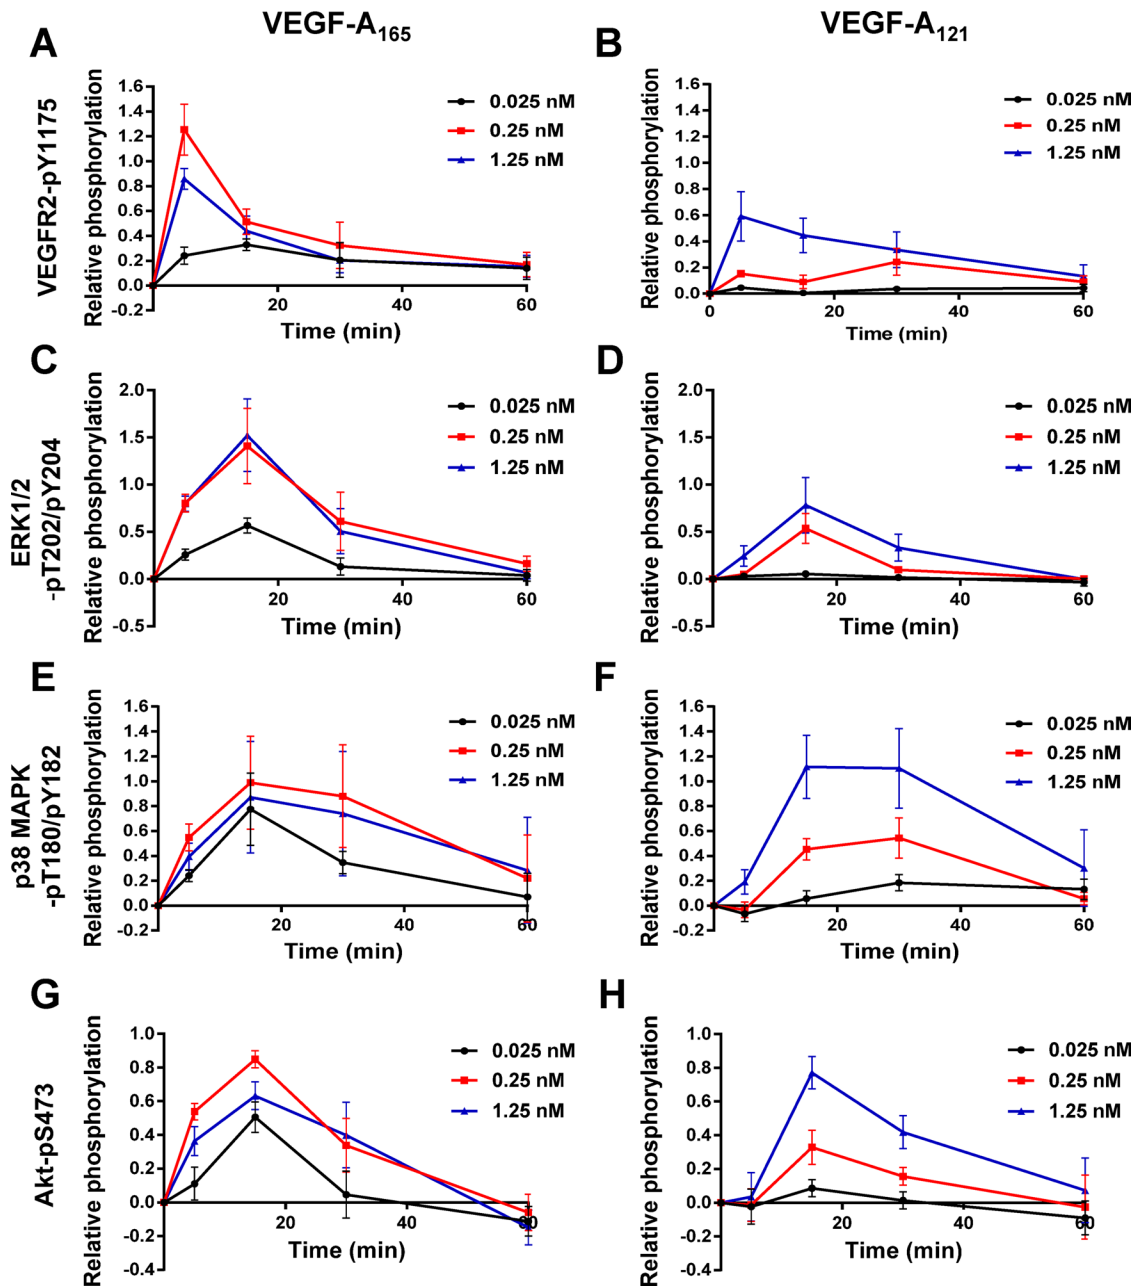 VEGF-A165
VEGF-A121
A
VEGFR2-pY1175
Relative phosphorylation
1.6
1.4
1.2
1.0
0.8
0.6
0.4
0.2
0.0
-0.2
20
40
60
Time (min)
0.025 nM
0.25 nM
1.25 nM
B
Relative phosphorylation
1.6
1.4
1.2
1.0
0.8
0.6
0.4
0.2
0.0
0
20
40
60
Time (min)
0.025 nM
0.25 nM
1.25 nM
C
ERK1/2
-pT202/pY204
Relative phosphorylation
2.0
1.5
1.0
0.5
0.0
-0.5
20
40
60
Time (min)
0.025 nM
0.25 nM
1.25 nM
D
Relative phosphorylation
2.0
1.5
1.0
0.5
0.0
-0.5
20
40
60
Time (min)
0.025 nM
0.25 nM
1.25 nM
E
p38 MAPK
-pT180/pY182
Relative phosphorylation
1.6
1.4
1.2
1.0
0.8
0.6
0.4
0.2
0.0
-0.2
20
40
60
Time (min)
0.025 nM
0.25 nM
1.25 nM
F
Relative phosphorylation
1.6
1.4
1.2
1.0
0.8
0.6
0.4
0.2
0.0
-0.2
20
40
60
Time (min)
0.025 nM
0.25 nM
1.25 nM
G
Akt-pS473
Relative phosphorylation
1.0
0.8
0.6
0.4
0.2
0.0
-0.2
-0.4
20
40
60
Time (min)
0.025 nM
0.25 nM
1.25 nM
H
Relative phosphorylation
1.0
0.8
0.6
0.4
0.2
0.0
-0.2
-0.4
20
40
60
Time (min)
0.025 nM
0.25 nM
1.25 nM